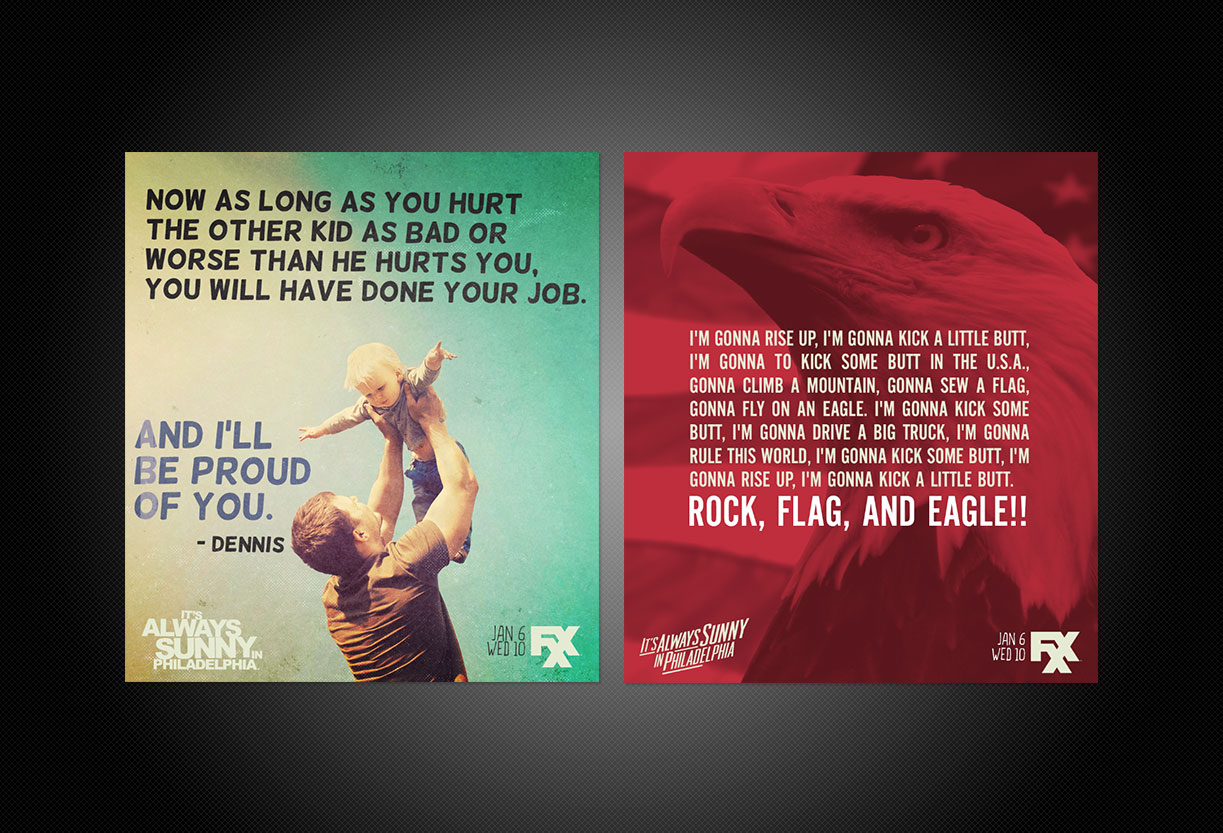 NOW AS LONG AS YOU HURT
THE OTHER KID AS BAD OR
WORSE THAN HE HURTS YOU,
YOU WILL HAVE DONE YOUR JOB.
AND I'LL
BE PROUD
OF YOU.
- DENNIS
IT'S
ALWAYS
SUNNY IN
PHILADELPHIA
JAN 6
WED 10
FXX
I'M GONNA RISE UP, I'M GONNA KICK A LITTLE BUTT,
I'M GONNA TO KICK SOME BUTT IN THE U.S.A.,
GONNA CLIMB A MOUNTAIN, GONNA SEW A FLAG,
GONNA FLY ON AN EAGLE. I'M GONNA KICK SOME
BUTT, I'M GONNA DRIVE A BIG TRUCK, I'M GONNA
RULE THIS WORLD, I'M GONNA KICK SOME BUTT, I'M
GONNA RISE UP, I'M GONNA KICK A LITTLE BUTT.
ROCK, FLAG, AND EAGLE!!
IT'S ALWAYS SUNNY
IN PHILADELPHIA
JAN 6
WED 10
FXX